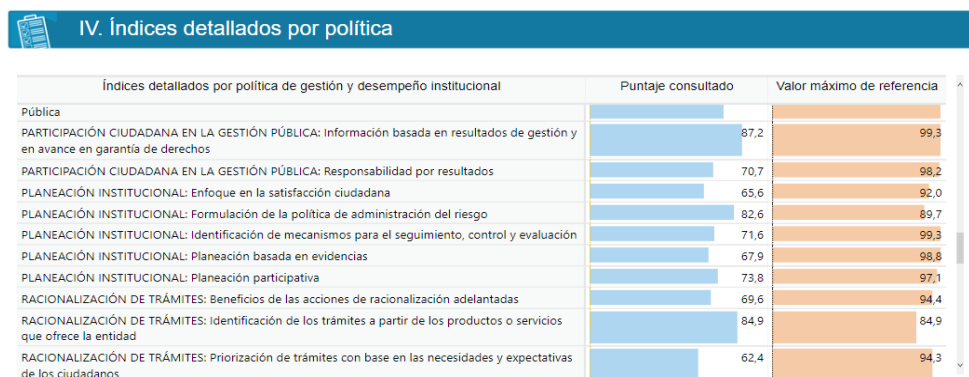 IV. Índices detallados por política
Índices detallados por política de gestión y desempeño institucional Puntaje consultado Valor máximo de referencia
Pública
PARTICIPACIÓN CIUDADANA EN LA GESTIÓN PÚBLICA: Información basada en resultados de gestión y 87,2 99,3
en avance en garantía de derechos
PARTICIPACIÓN CIUDADANA EN LA GESTIÓN PÚBLICA: Responsabilidad por resultados 70,7 98,2
PLANEACIÓN INSTITUCIONAL: Enfoque en la satisfacción ciudadana 65,6 92,0
PLANEACIÓN INSTITUCIONAL: Formulación de la política de administración del riesgo 82,6 89,7
PLANEACIÓN INSTITUCIONAL: Identificación de mecanismos para el seguimiento, control y evaluación 71,6 99,3
PLANEACIÓN INSTITUCIONAL: Planeación basada en evidencias 67,9 98,8
PLANEACIÓN INSTITUCIONAL: Planeación participativa 73,8 97,1
RACIONALIZACIÓN DE TRÁMITES: Beneficios de las acciones de racionalización adelantadas 69,6 94,4
RACIONALIZACIÓN DE TRÁMITES: Identificación de los trámites a partir de los productos o servicios 84,9 84,9
que ofrece la entidad
RACIONALIZACIÓN DE TRÁMITES: Priorización de trámites con base en las necesidades y expectativas 62,4 94,3
de los ciudadanos